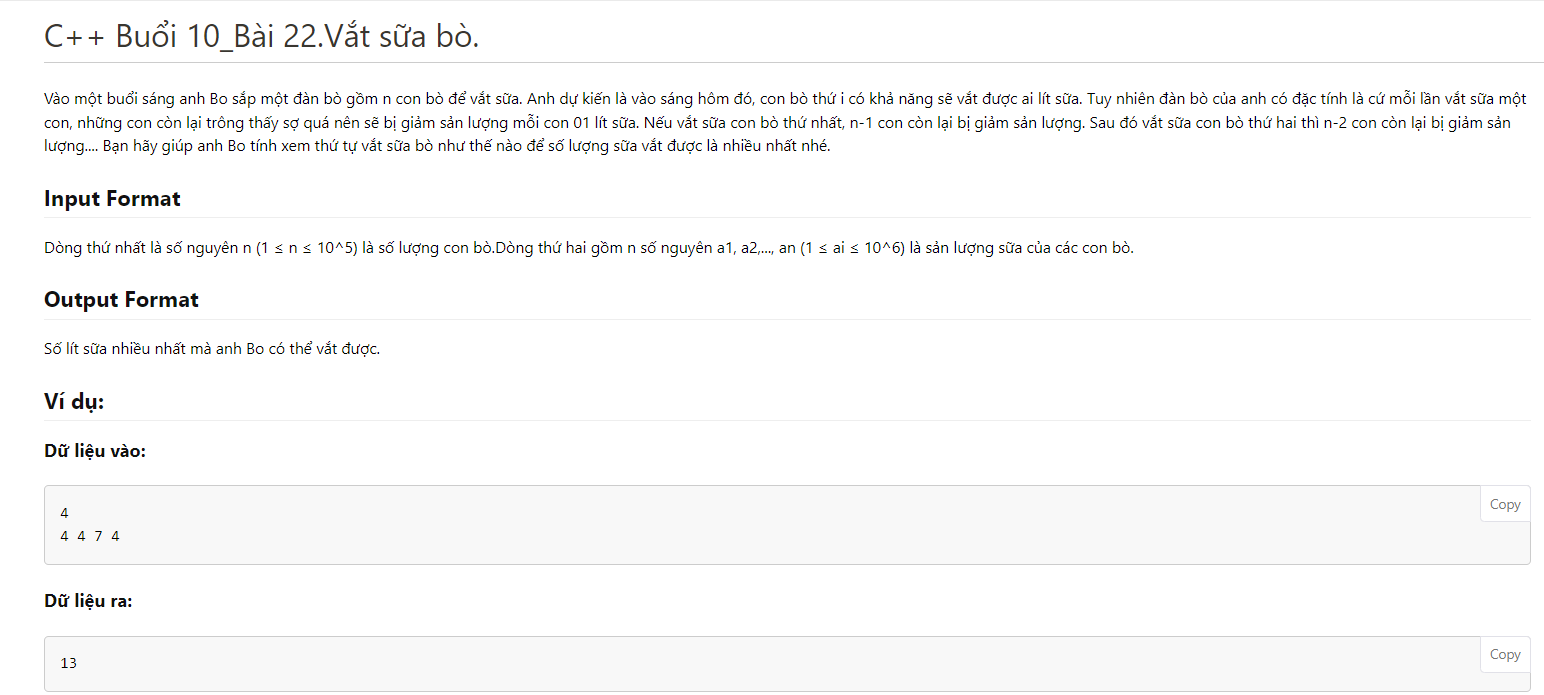 C++ Buổi 10_Bài 22.Vắt sữa bò.
Vào một buổi sáng anh Bo sắp một đàn bò gồm n con bò để vắt sữa. Anh dự kiến là vào sáng hôm đó, con bò thứ i có khả năng sẽ vắt được ai lít sữa. Tuy nhiên đàn bò của anh có đặc tính là cứ mỗi lần vắt sữa một
con, những con còn lại trông thấy sợ quá nên sẽ bị giảm sản lượng mỗi con 01 lít sữa. Nếu vắt sữa con bò thứ nhất, n-1 con còn lại bị giảm sản lượng. Sau đó vắt sữa con bò thứ hai thì n-2 con còn lại bị giảm sản
lượng.... Bạn hãy giúp anh Bo tính xem thứ tự vắt sữa bò như thế nào để số lượng sữa vắt được là nhiều nhất nhé.
Input Format
Dòng thứ nhất là số nguyên n (1 ≤ n ≤ 10^5) là số lượng con bò.Dòng thứ hai gồm n số nguyên a1, a2,..., an (1 ≤ ai ≤ 10^6) là sản lượng sữa của các con bò.
Output Format
Số lít sữa nhiều nhất mà anh Bo có thể vắt được.
Ví dụ:
Dữ liệu vào:
Copy
4
4 4 7 4
Dữ liệu ra:
Copy
13